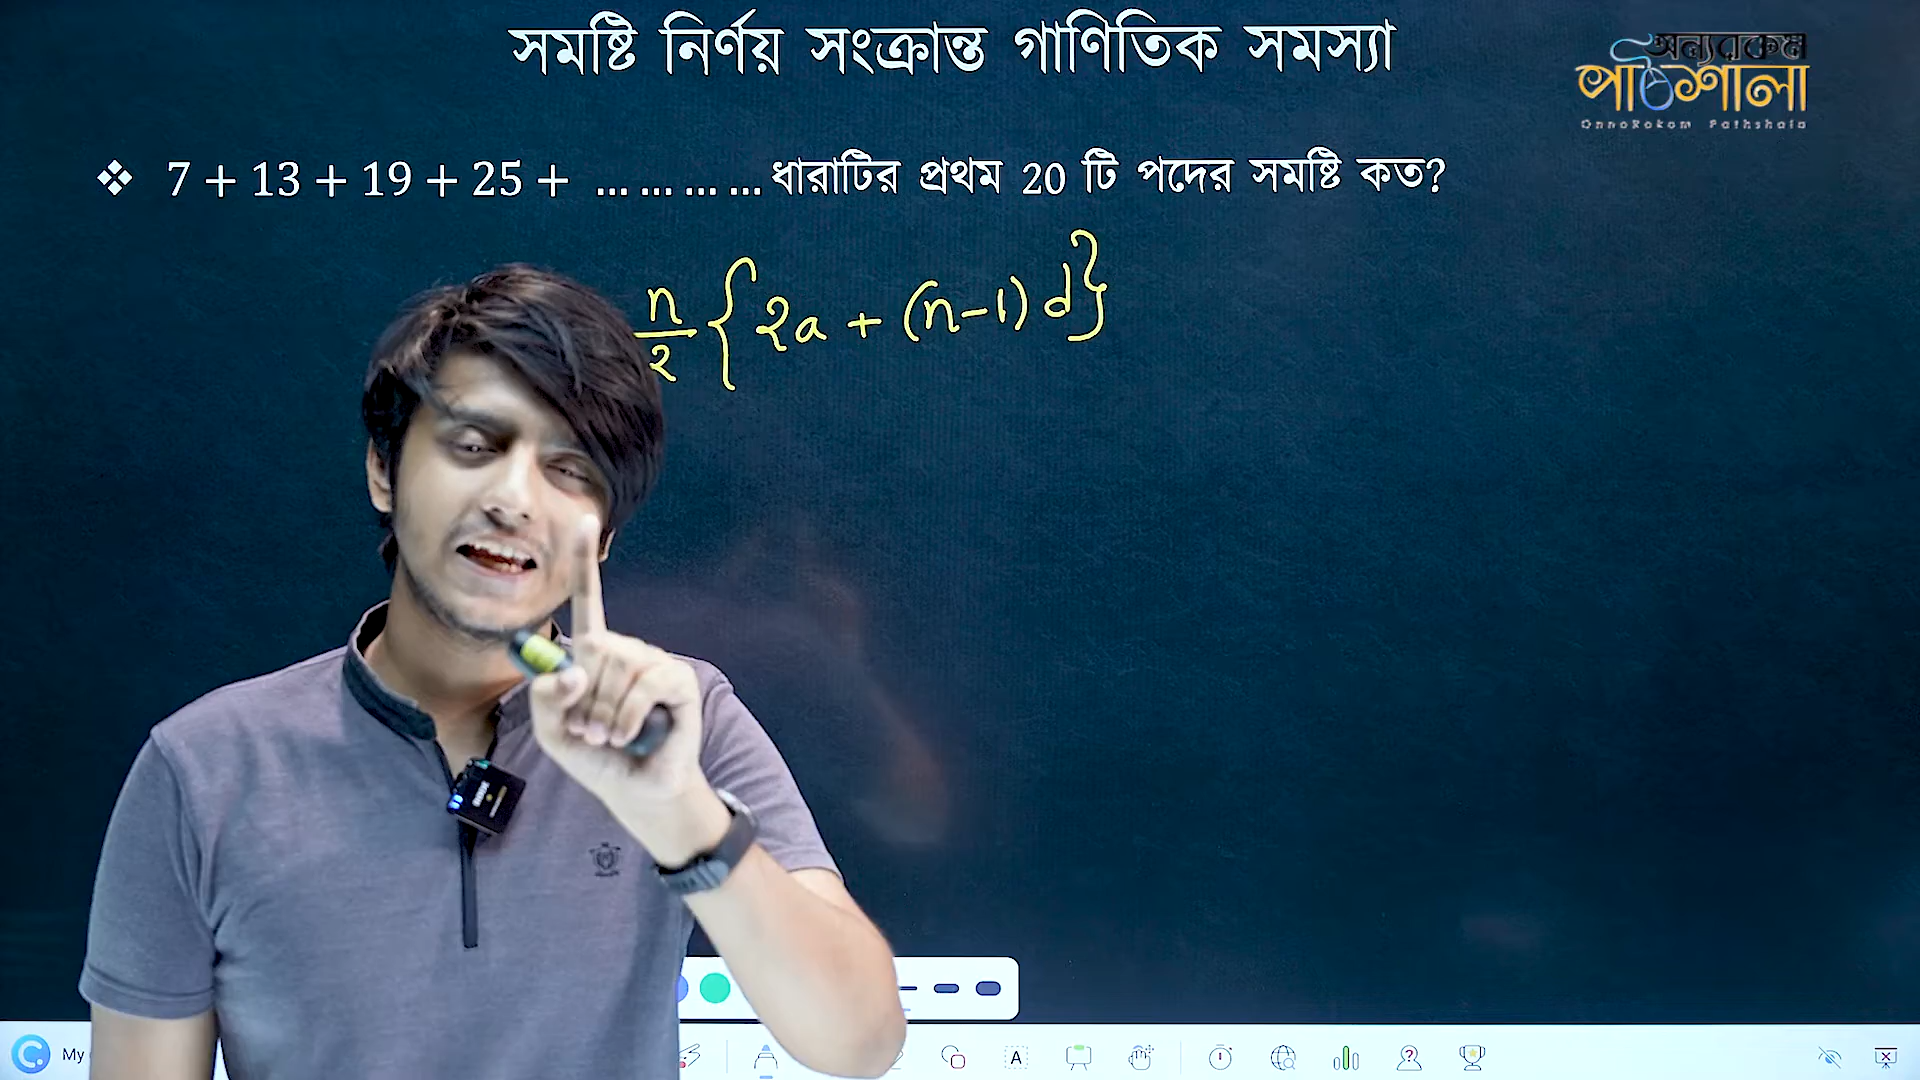 সমষ্টি নির্ণয় সংক্রান্ত গাণিতিক সমস্যা
অন্যরকম
পাঠশালা
OnnoRokom Pathshala
❖ 7 + 13 + 19 + 25 + ... ... ... ... ধারাটির প্রথম 20 টি পদের সমষ্টি কত?
n/2 {2a + (n-1) d}
My